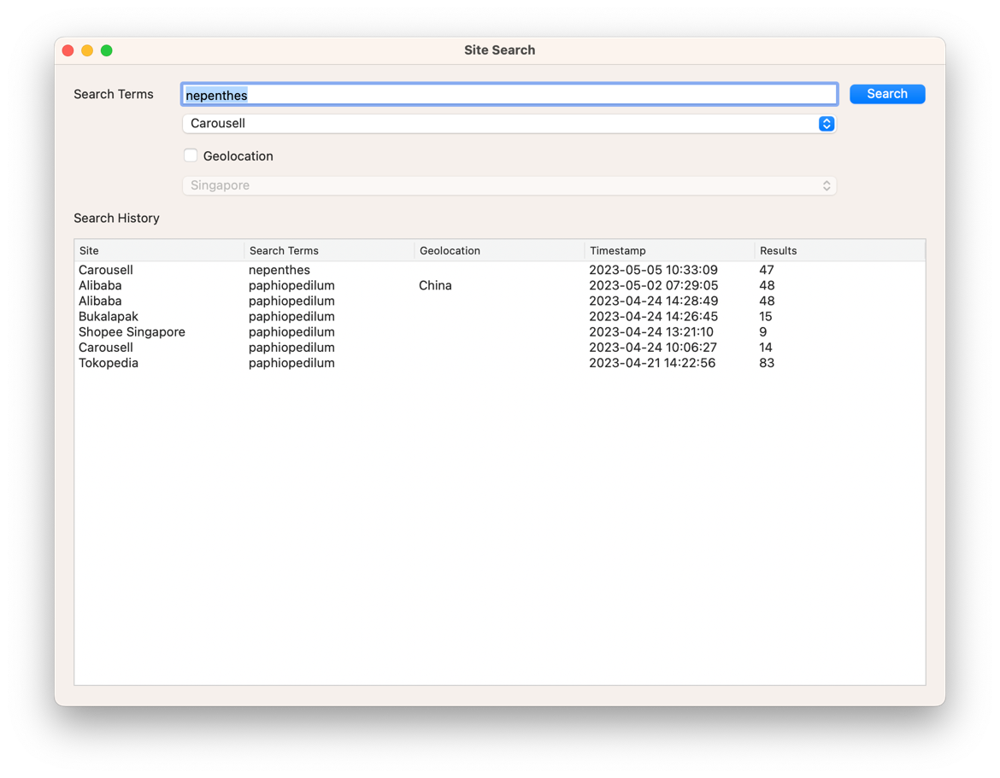 Site Search
Search Terms nepenthes Search
Carousell
Geolocation
Singapore
Search History
Site Search Terms Geolocation Timestamp Results
Carousell nepenthes 2023-05-05 10:33:09 47
Alibaba paphiopedilum China 2023-05-02 07:29:05 48
Alibaba paphiopedilum 2023-04-24 14:28:49 48
Bukalapak paphiopedilum 2023-04-24 14:26:45 15
Shopee Singapore paphiopedilum 2023-04-24 13:21:10 9
Carousell paphiopedilum 2023-04-24 10:06:27 14
Tokopedia paphiopedilum 2023-04-21 14:22:56 83